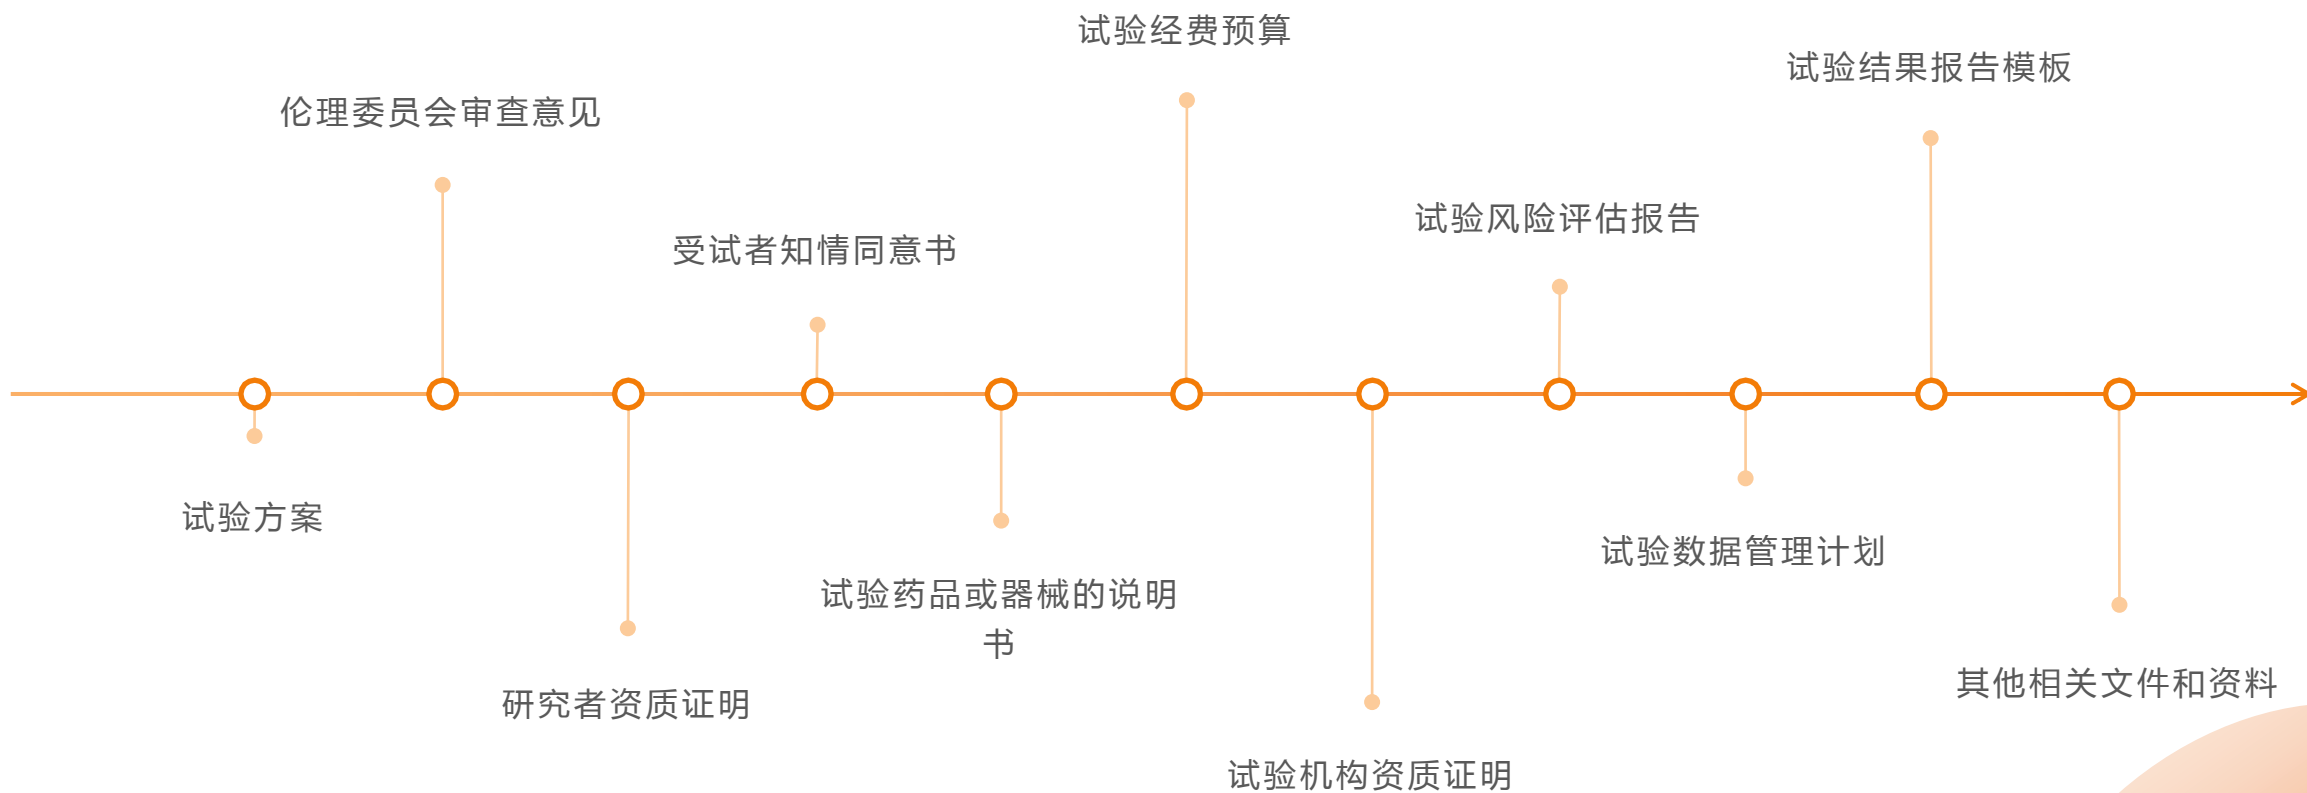 试验方案
伦理委员会审查意见
研究者资质证明
受试者知情同意书
试验药品或器械的说明
书
试验经费预算
试验机构资质证明
试验风险评估报告
试验数据管理计划
试验结果报告模板
其他相关文件和资料